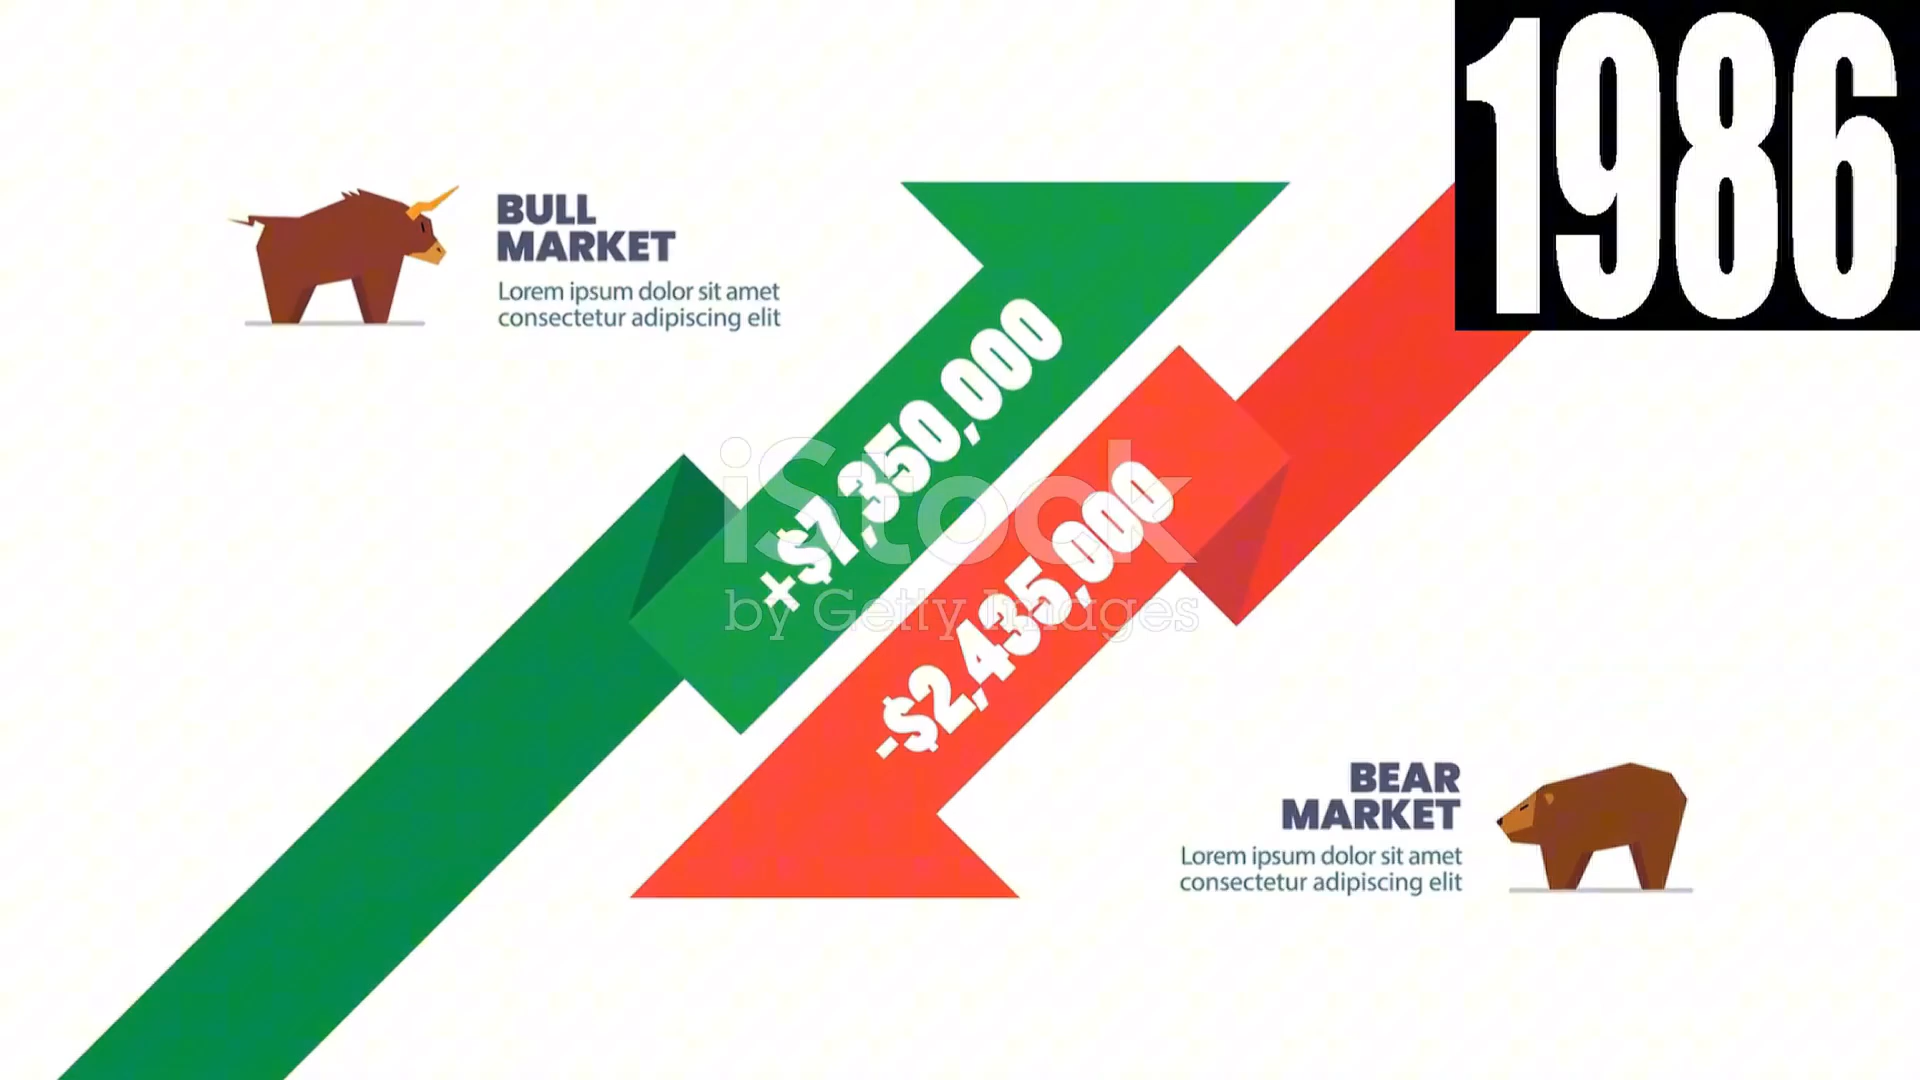 1986
BULL
MARKET
Lorem ipsum dolor sit amet
consectetur adipiscing elit
+$7,350,000
-$2,435,000
iStock
by Getty Images
BEAR
MARKET
Lorem ipsum dolor sit amet
consectetur adipiscing elit